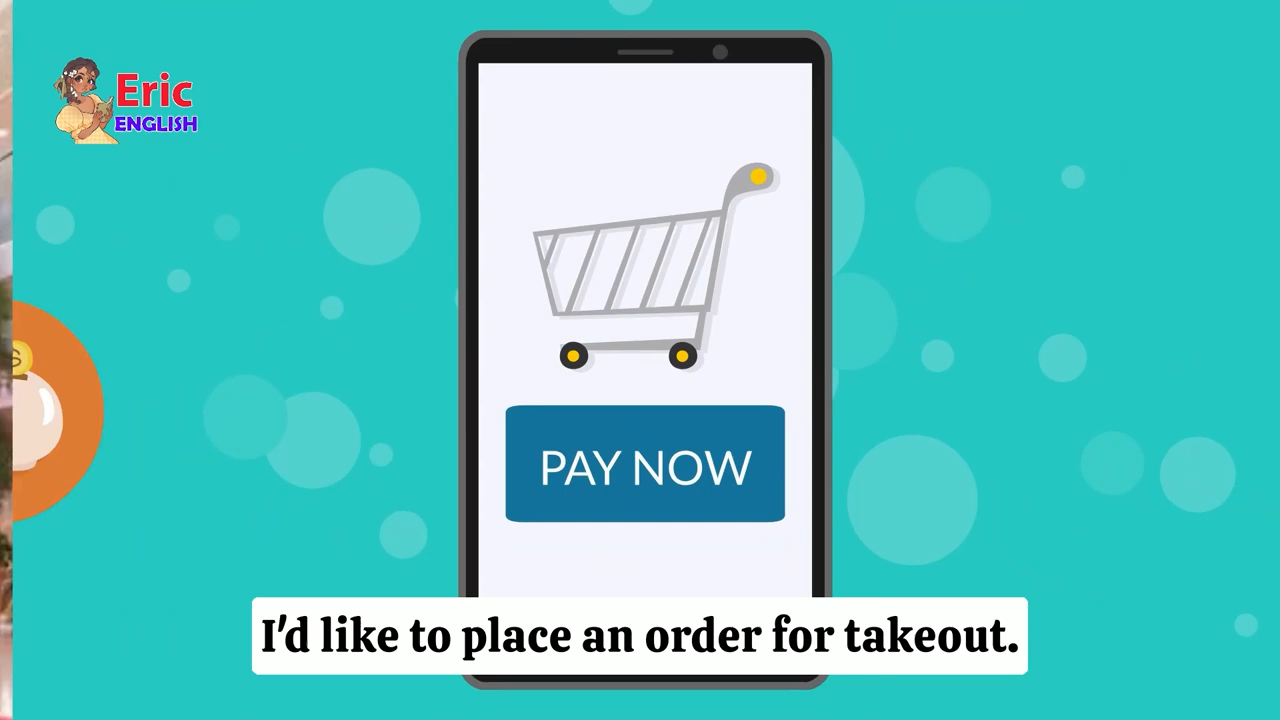 Eric
ENGLISH
$
PAY NOW
I'd like to place an order for takeout.